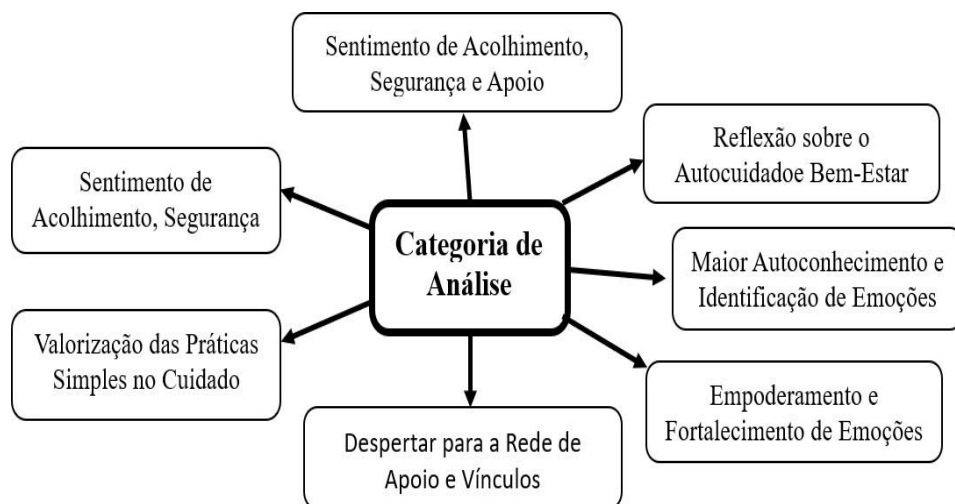 Sentimento de Acolhimento,
Segurança e Apoio
Reflexão sobre o
Autocuidadoe Bem-Estar
Sentimento de
Acolhimento, Segurança
Categoria de
Análise
Maior Autoconhecimento e
Identificação de Emoções
Valorização das Práticas
Simples no Cuidado
Empoderamento e
Fortalecimento de Emoções
Despertar para a Rede de
Apoio e Vínculos